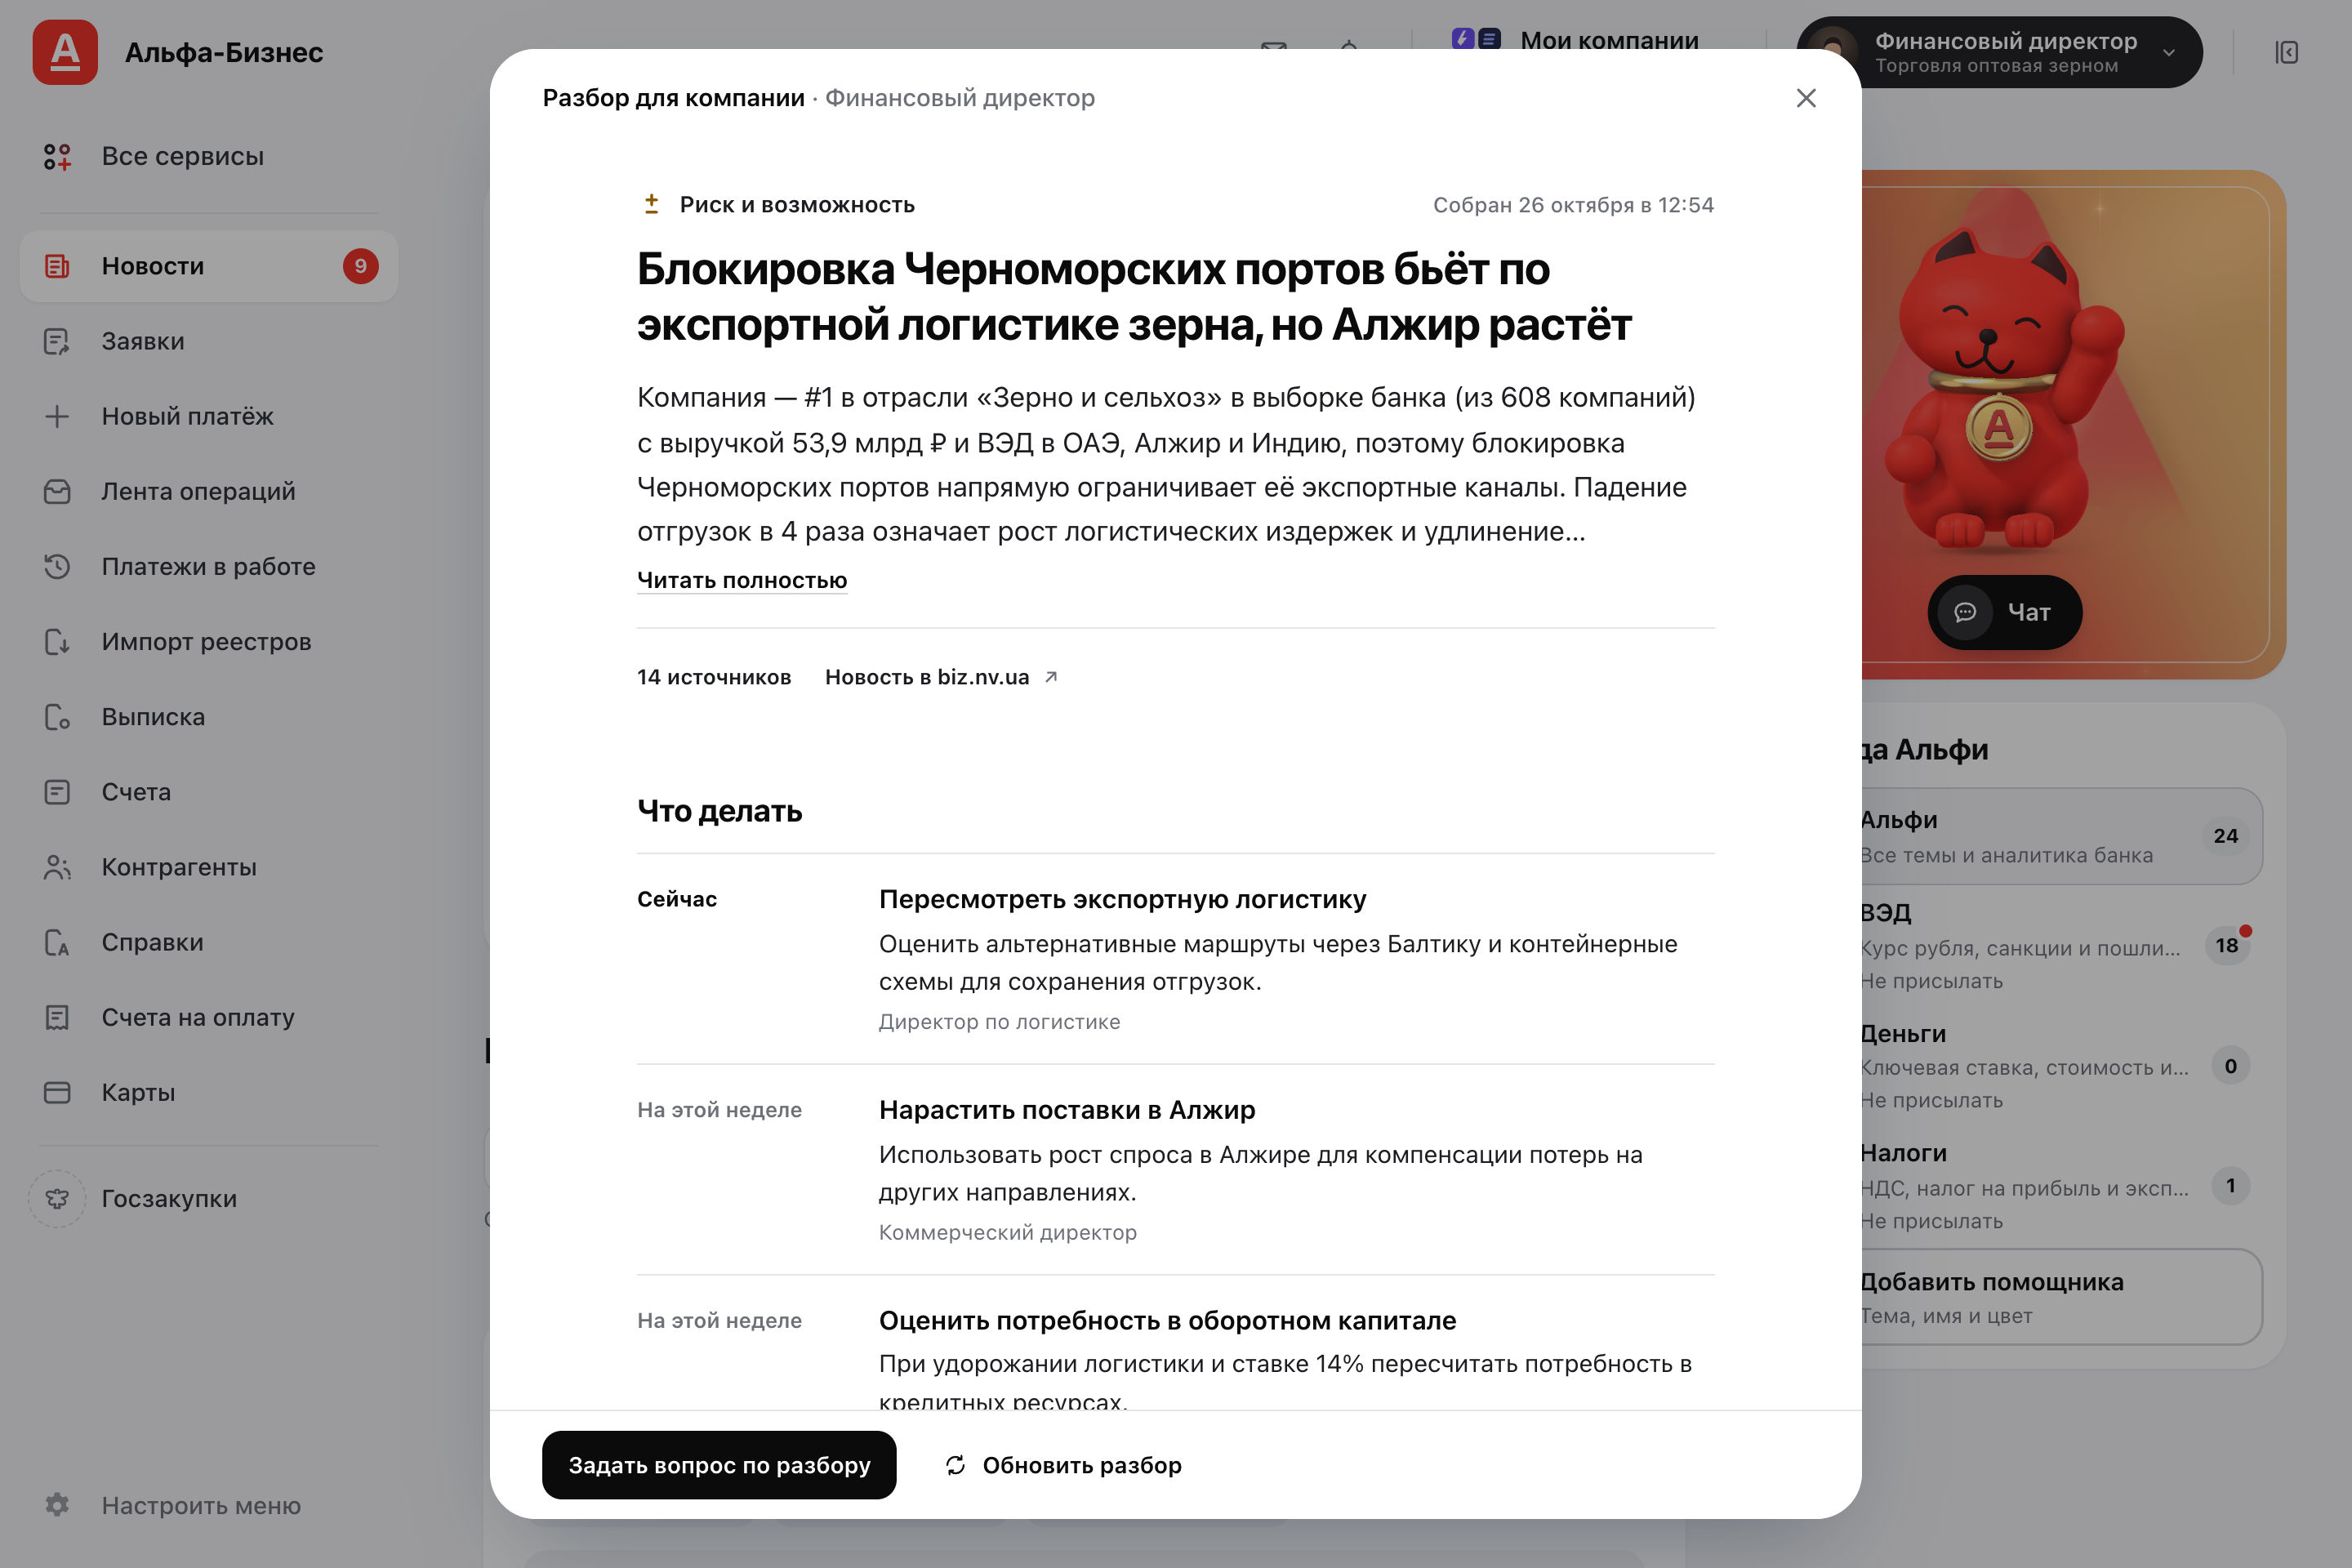 Альфа-Бизнес
Мои компании
Финансовый директор
Торговля оптовая зерном
Все сервисы
Новости
9
Заявки
Новый платёж
Лента операций
Платежи в работе
Импорт реестров
Выписка
Счета
Контрагенты
Справки
Счета на оплату
Карты
Госзакупки
Настроить меню
Разбор для компании · Финансовый директор
Риск и возможность
Собран 26 октября в 12:54
Блокировка Черноморских портов бьёт по
экспортной логистике зерна, но Алжир растёт
Компания — #1 в отрасли «Зерно и сельхоз» в выборке банка (из 608 компаний)
с выручкой 53,9 млрд ₽ и ВЭД в ОАЭ, Алжир и Индию, поэтому блокировка
Черноморских портов напрямую ограничивает её экспортные каналы. Падение
отгрузок в 4 раза означает рост логистических издержек и удлинение...
Читать полностью
14 источников
Новость в biz.nv.ua
Что делать
Сейчас
Пересмотреть экспортную логистику
Оценить альтернативные маршруты через Балтику и контейнерные
схемы для сохранения отгрузок.
Директор по логистике
На этой неделе
Нарастить поставки в Алжир
Использовать рост спроса в Алжире для компенсации потерь на
других направлениях.
Коммерческий директор
На этой неделе
Оценить потребность в оборотном капитале
При удорожании логистики и ставке 14% пересчитать потребность в
кредитных ресурсах.
Задать вопрос по разбору
Обновить разбор
А
Чат
да Альфи
Альфи
Все темы и аналитика банка
24
ВЭД
Курс рубля, санкции и пошли...
Не присылать
18
Деньги
Ключевая ставка, стоимость и...
Не присылать
0
Налоги
НДС, налог на прибыль и эксп...
Не присылать
1
Добавить помощника
Тема, имя и цвет